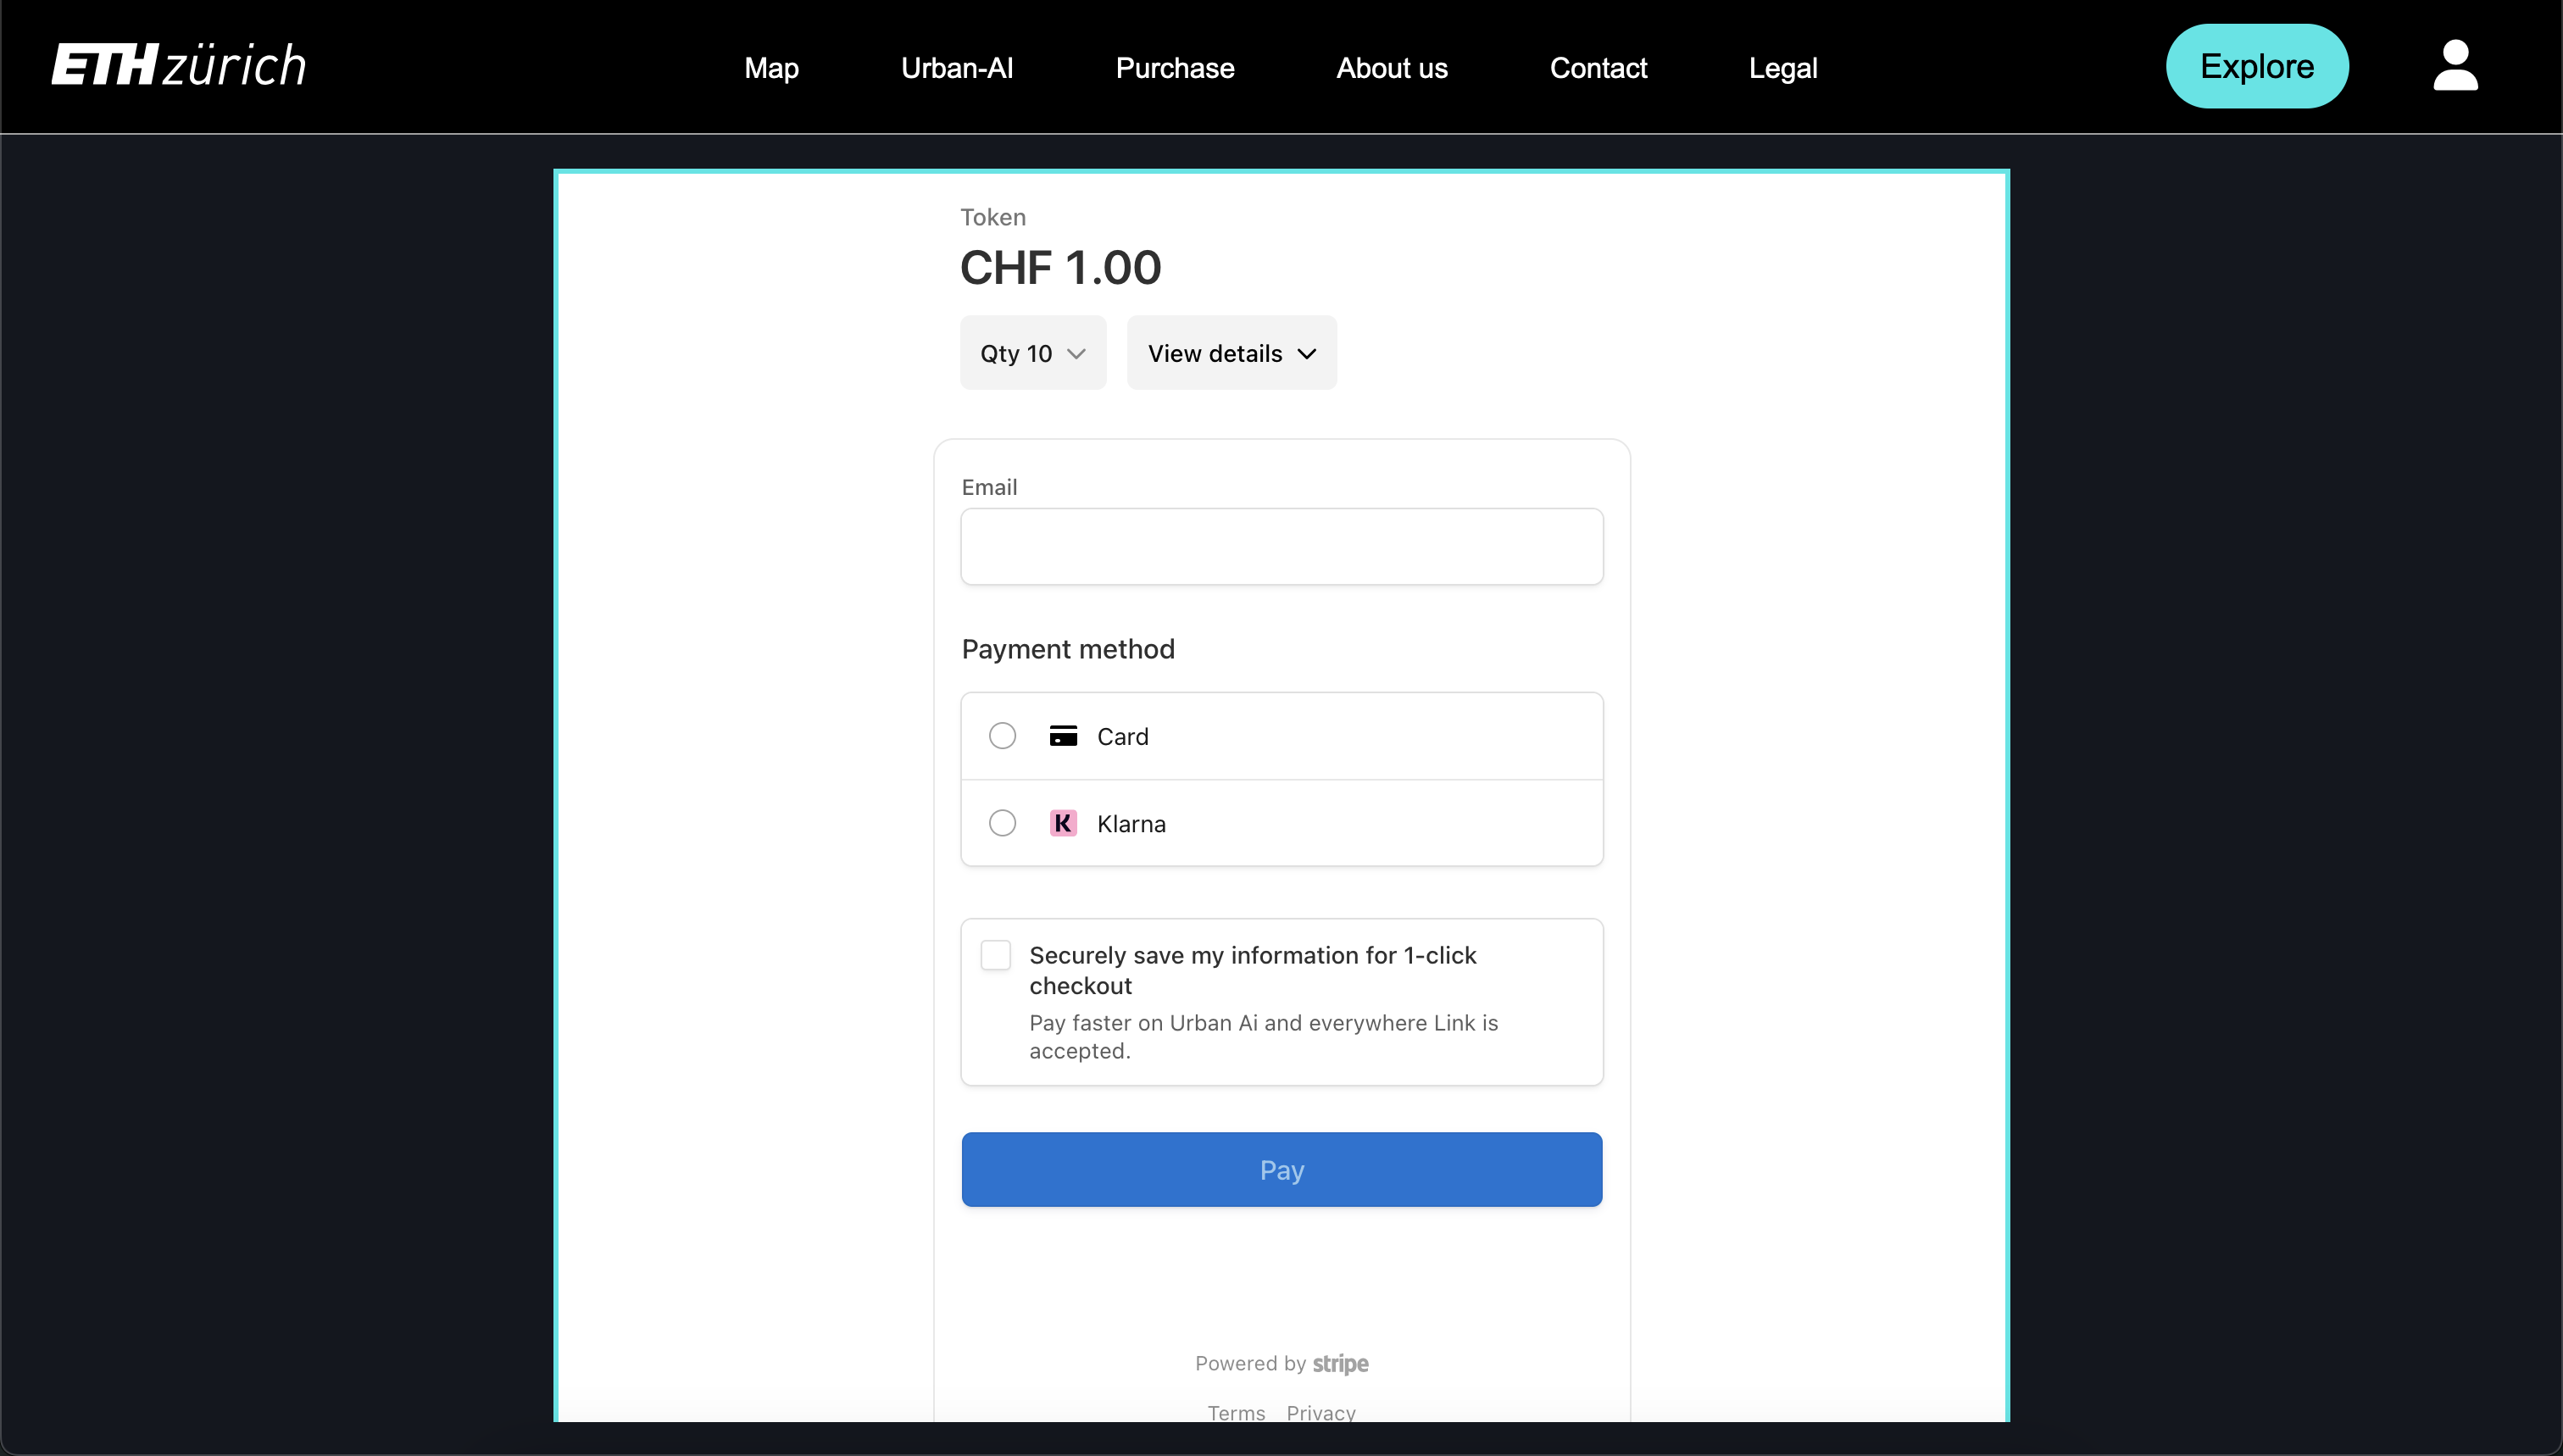 ETH zürich
Map
Urban-AI
Purchase
About us
Contact
Legal
Explore
Token
CHF 1.00
Qty 10
View details
Email
Payment method
Card
K Klarna
Securely save my information for 1-click
checkout
Pay faster on Urban Ai and everywhere Link is
accepted.
Pay
Powered by stripe
Terms Privacy